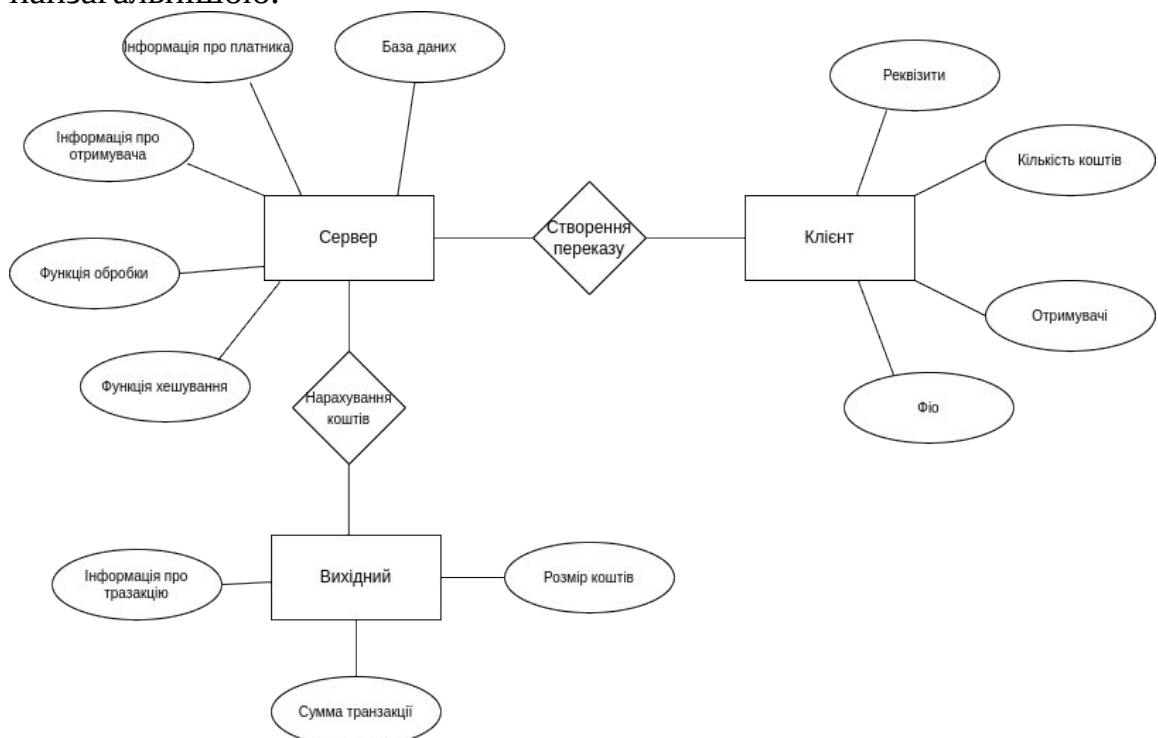 найзагальнішою.
Інформація про платника
База даних
Реквізити
Інформація про
отримувача
Кількість коштів
Сервер
Створення
переказу
Клієнт
Функція обробки
Отримувачі
Функція хешування
Нарахування
коштів
Фіо
Вихідний
Інформація про
тразакцію
Розмір коштів
Сумма транзакції